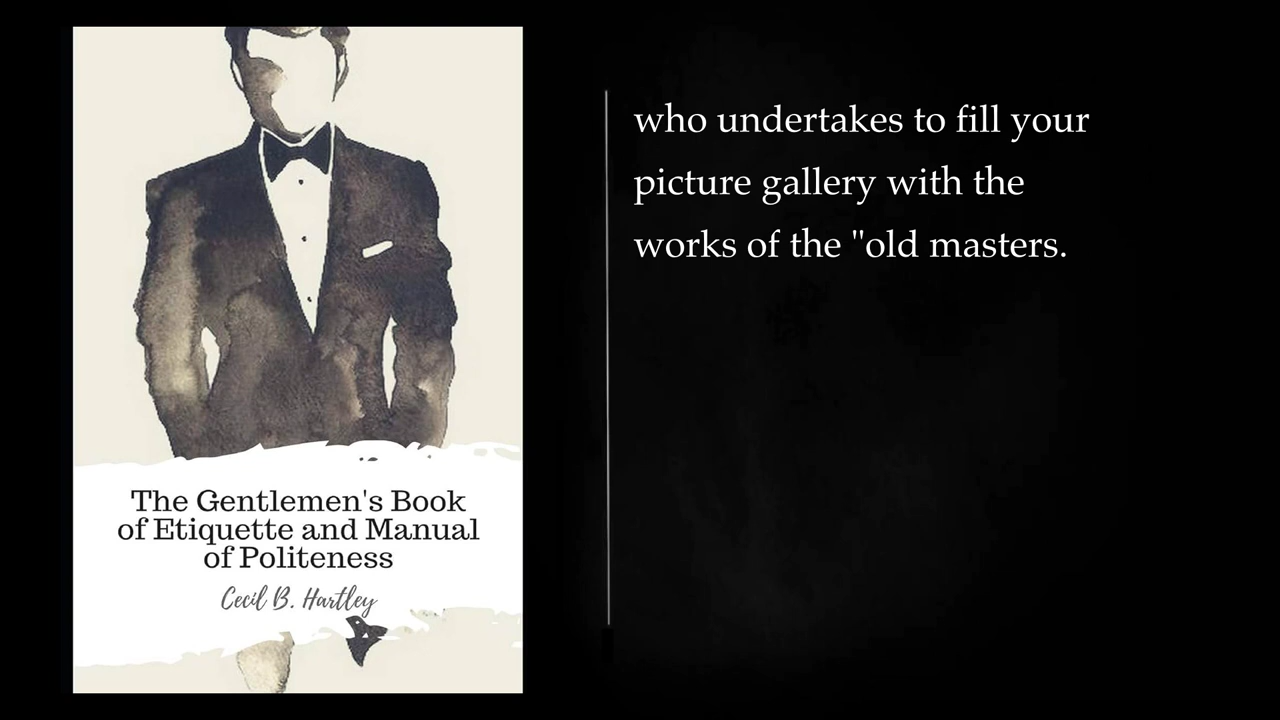 The Gentlemen's Book
of Etiquette and Manual
of Politeness
Cecil B. Hartley
who undertakes to fill your
picture gallery with the
works of the "old masters.